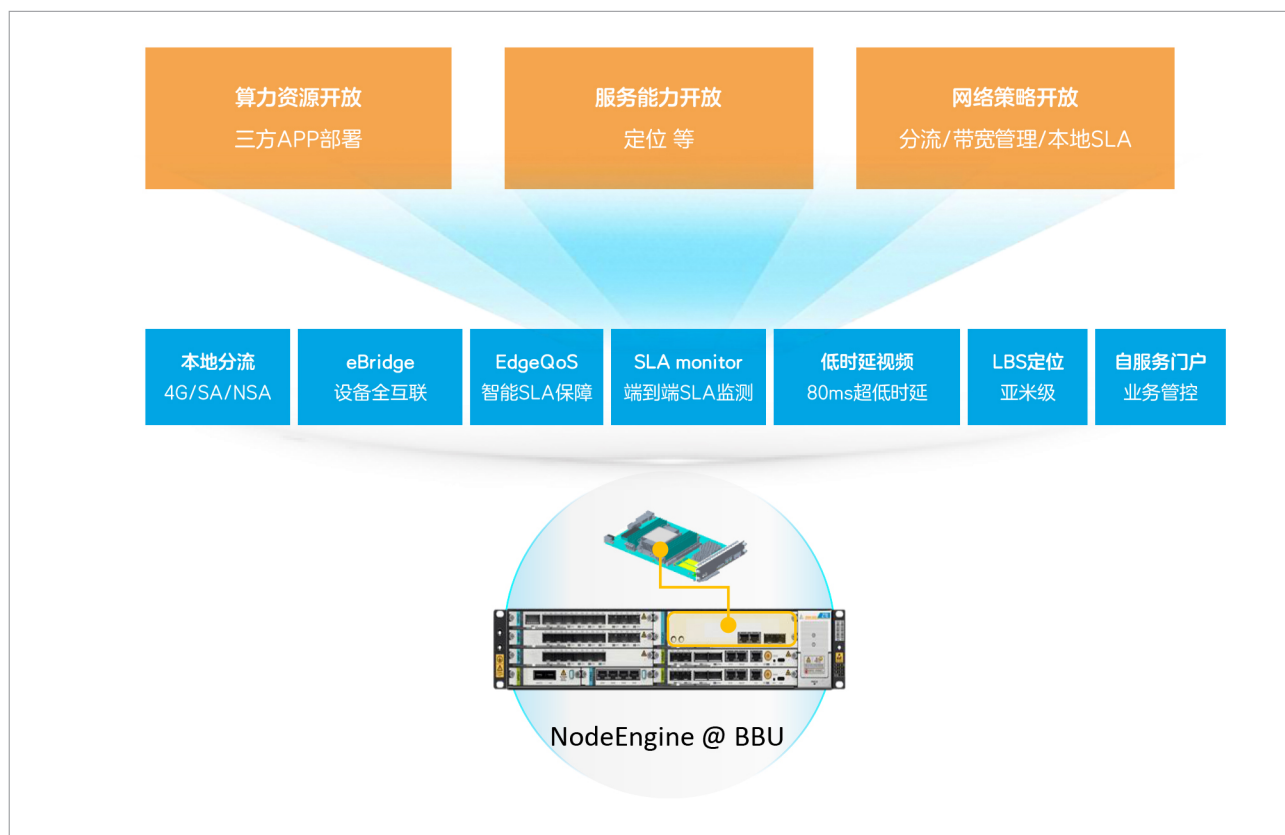 算力资源开放
三方APP部署
服务能力开放
定位 等
网络策略开放
分流/带宽管理/本地SLA
本地分流
4G/SA/NSA
eBridge
设备全互联
EdgeQoS
智能SLA保障
SLA monitor
端到端SLA监测
低时延视频
80ms超低时延
LBS定位
亚米级
自服务门户
业务管控
NodeEngine @ BBU